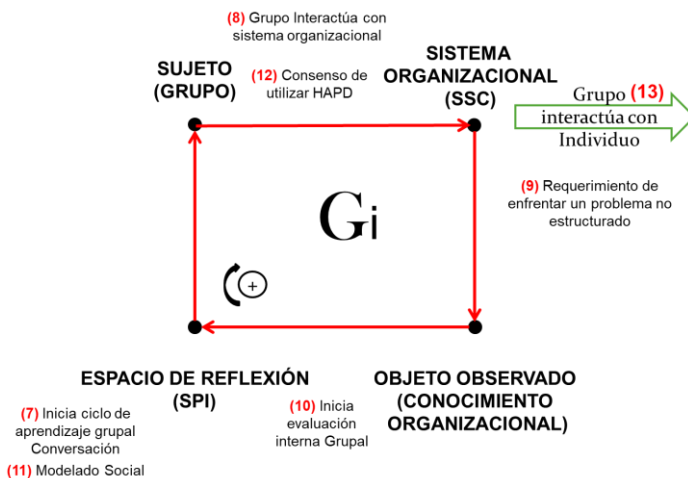 (8) Grupo Interactúa con
sistema organizacional
SUJETO
(GRUPO)
(12) Consenso de
utilizar HAPD
SISTEMA
ORGANIZACIONAL
(SSC)
Grupo (13)
interactúa con
Individuo
(9) Requerimiento de
enfrentar un problema no
estructurado
Gi
+
ESPACIO DE REFLEXIÓN
(SPI)
OBJETO OBSERVADO
(CONOCIMIENTO
ORGANIZACIONAL)
(7) Inicia ciclo de
aprendizaje grupal
Conversación
(10) Inicia
evaluación
interna Grupal
(11) Modelado Social